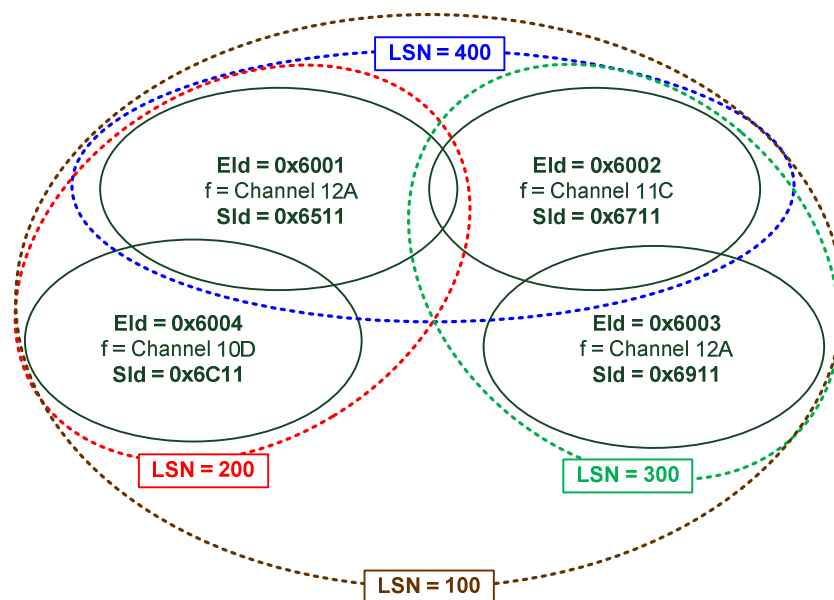 LSN = 400
EId = 0x6001
f = Channel 12A
SId = 0x6511
EId = 0x6002
f = Channel 11C
SId = 0x6711
EId = 0x6004
f = Channel 10D
SId = 0x6C11
EId = 0x6003
f = Channel 12A
SId = 0x6911
LSN = 200
LSN = 300
LSN = 100